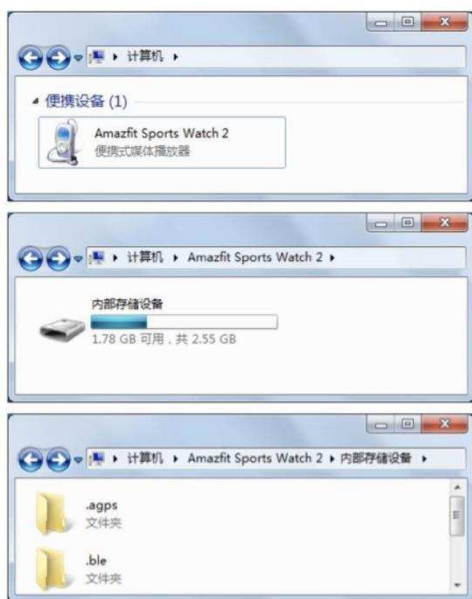 计算机
便携设备 (1)
Amazfit Sports Watch 2
便携式媒体播放器
计算机 Amazfit Sports Watch 2
内部存储设备
1.78 GB 可用，共 2.55 GB
计算机 Amazfit Sports Watch 2 内部存储设备
.agps
文件夹
.ble
文件夹